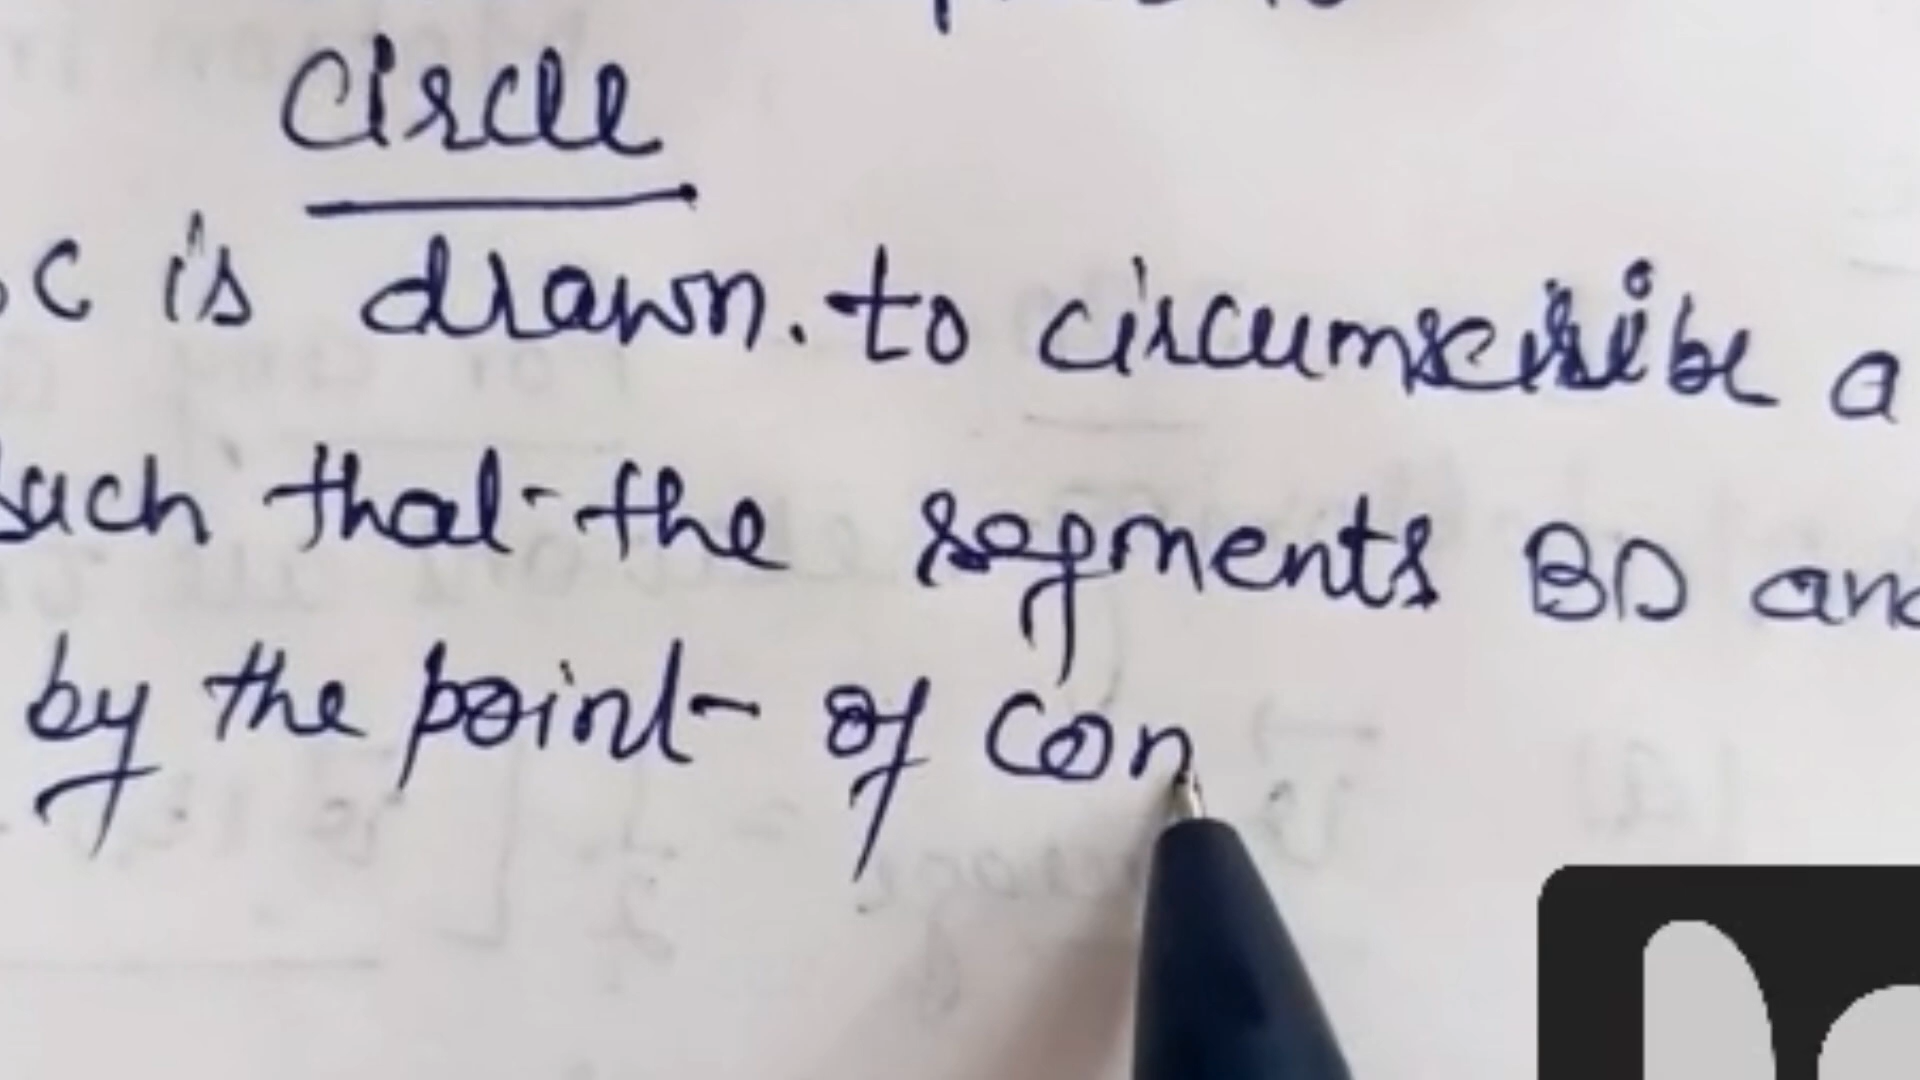 Circle
C is drawn. to circumscribe a
such that the segments BD and
by the point of Con